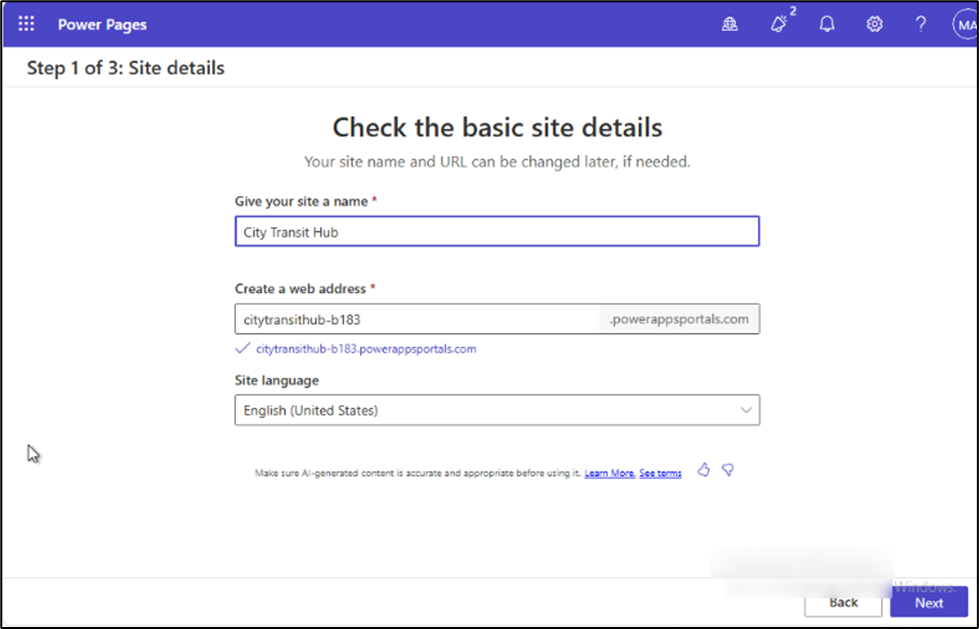 Power Pages
2
MA
Step 1 of 3: Site details
Check the basic site details
Your site name and URL can be changed later, if needed.
Give your site a name *
City Transit Hub
Create a web address *
citytransithub-b183 .powerappsportals.com
citytransithub-b183.powerappsportals.com
Site language
English (United States)
Make sure AI-generated content is accurate and appropriate before using it. Learn More. See terms
Windows.
Back Next